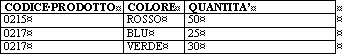 CODICE·PRODOTTO¤ COLORE¤ QUANTITA’¤ ¤
0215¤ ROSSO¤ 50¤ ¤
0217¤ BLU¤ 25¤ ¤
0217¤ VERDE¤ 30¤ ¤